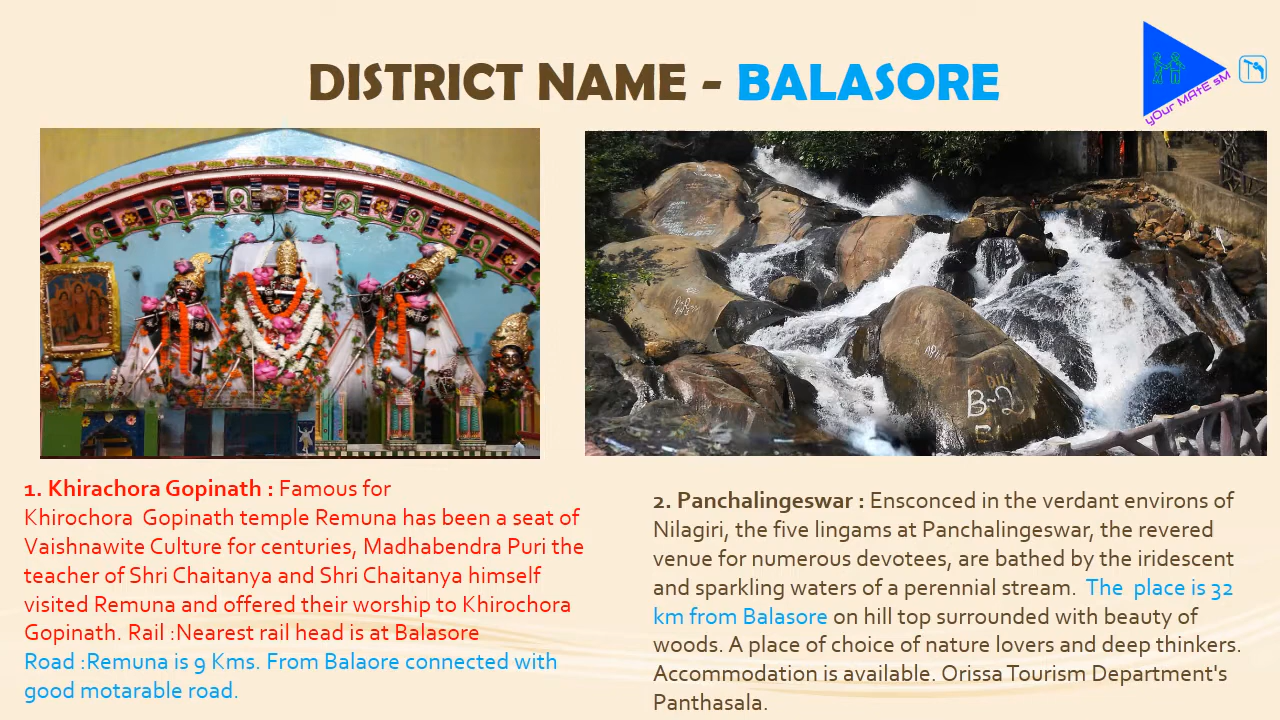 DISTRICT NAME - BALASORE
yOur MAtE sM
1. Khirachora Gopinath : Famous for
Khirochora Gopinath temple Remuna has been a seat of
Vaishnawite Culture for centuries, Madhabendra Puri the
teacher of Shri Chaitanya and Shri Chaitanya himself
visited Remuna and offered their worship to Khirochora
Gopinath. Rail :Nearest rail head is at Balasore
Road :Remuna is 9 Kms. From Balaore connected with
good motarable road.
B-2
2. Panchalingeswar : Ensconced in the verdant environs of
Nilagiri, the five lingams at Panchalingeswar, the revered
venue for numerous devotees, are bathed by the iridescent
and sparkling waters of a perennial stream. The place is 32
km from Balasore on hill top surrounded with beauty of
woods. A place of choice of nature lovers and deep thinkers.
Accommodation is available. Orissa Tourism Department's
Panthasala.